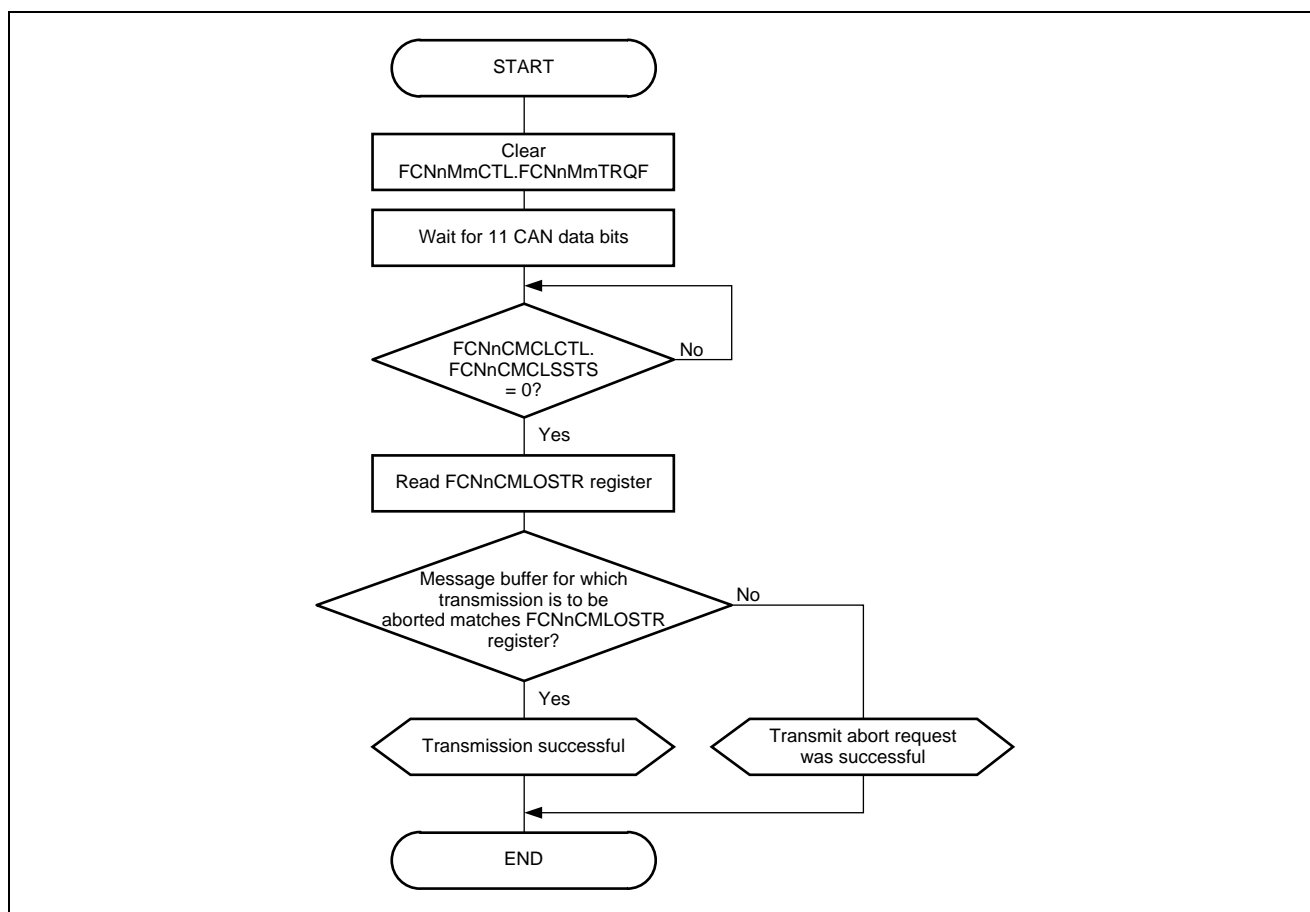 START
Clear
FCNnMmCTL.FCNnMmTRQF
Wait for 11 CAN data bits
FCNnCMCLCTL.
FCNnCMCLSSTS
= 0?
No
Yes
Read FCNnCMLOSTR register
Message buffer for which
transmission is to be
aborted matches FCNnCMLOSTR
register?
No
Yes
Transmission successful
Transmit abort request
was successful
END